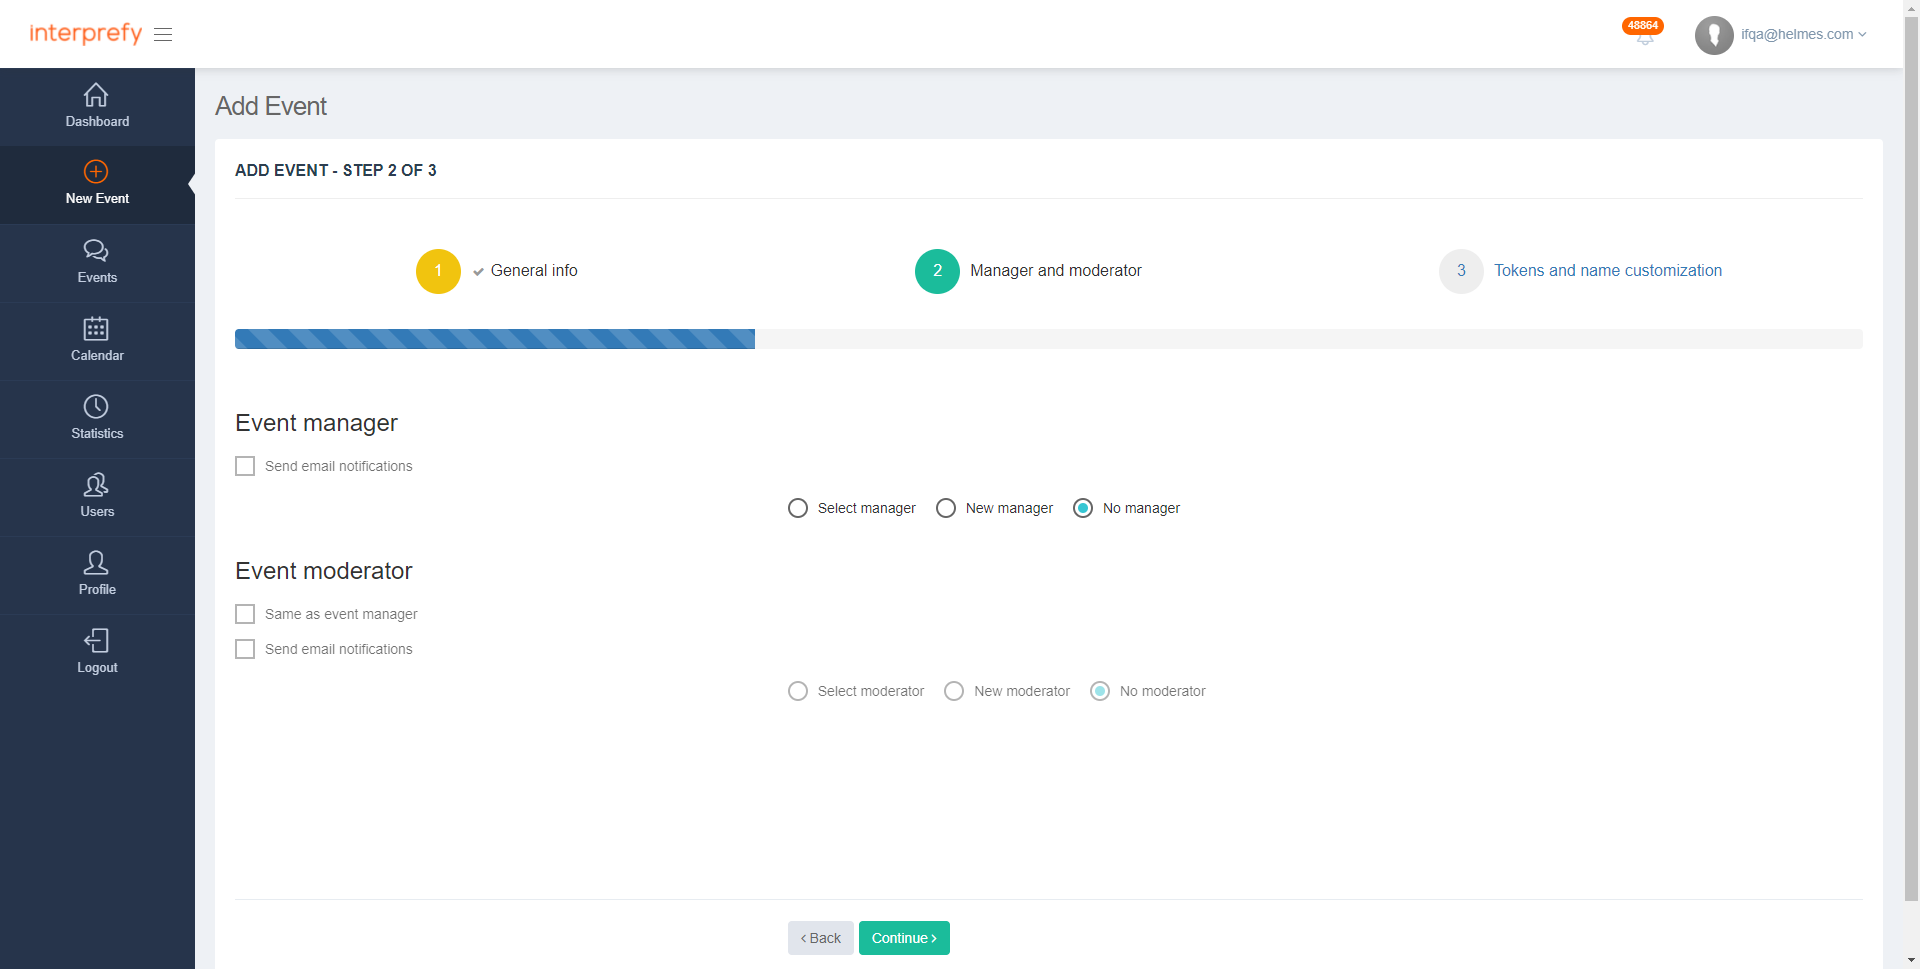 interprefy
48864
ifqa@helmes.com
Dashboard
New Event
Events
Calendar
Statistics
Users
Profile
Logout
Add Event
ADD EVENT - STEP 2 OF 3
1 General info
2 Manager and moderator
3 Tokens and name customization
Event manager
Send email notifications
Select manager New manager No manager
Event moderator
Same as event manager
Send email notifications
Select moderator New moderator No moderator
‹ Back Continue ›